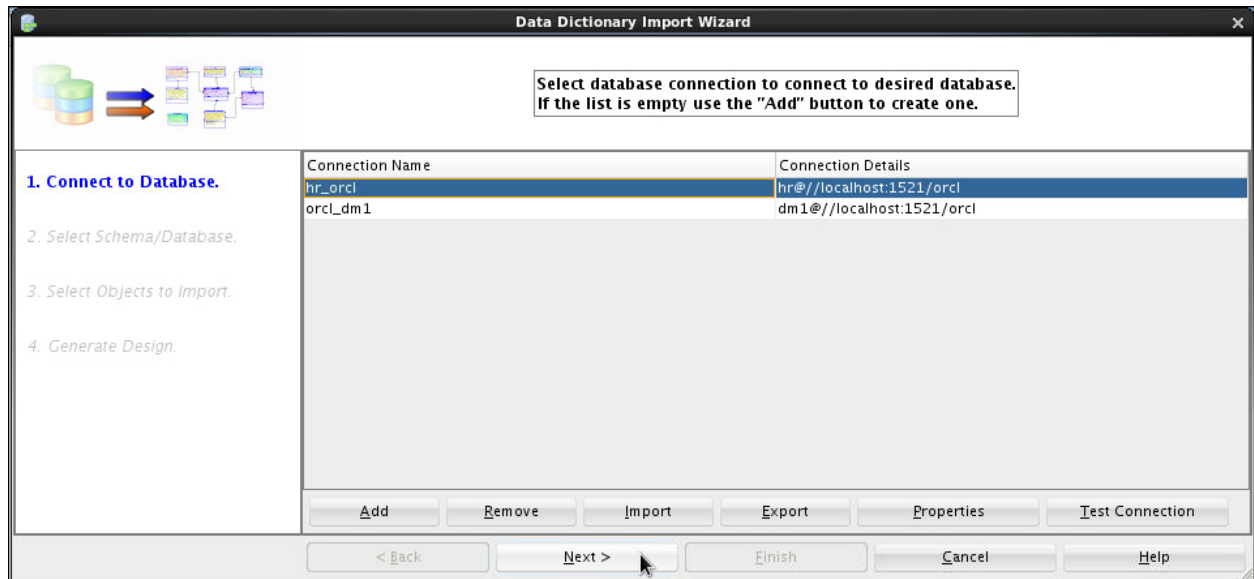 Data Dictionary Import Wizard
Select database connection to connect to desired database.
If the list is empty use the "Add" button to create one.
1. Connect to Database.
2. Select Schema/Database.
3. Select Objects to Import.
4. Generate Design.
Connection Name Connection Details
hr_orcl hr@//localhost:1521/orcl
orcl_dm1 dm1@//localhost:1521/orcl
Add Remove Import Export Properties Test Connection
< Back Next > Finish Cancel Help